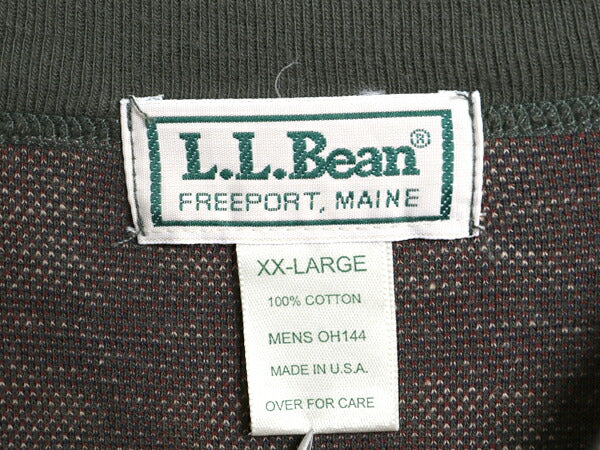 L.L.Bean®
FREEPORT, MAINE
XX-LARGE
100% COTTON
MENS OH144
MADE IN U.S.A.
OVER FOR CARE